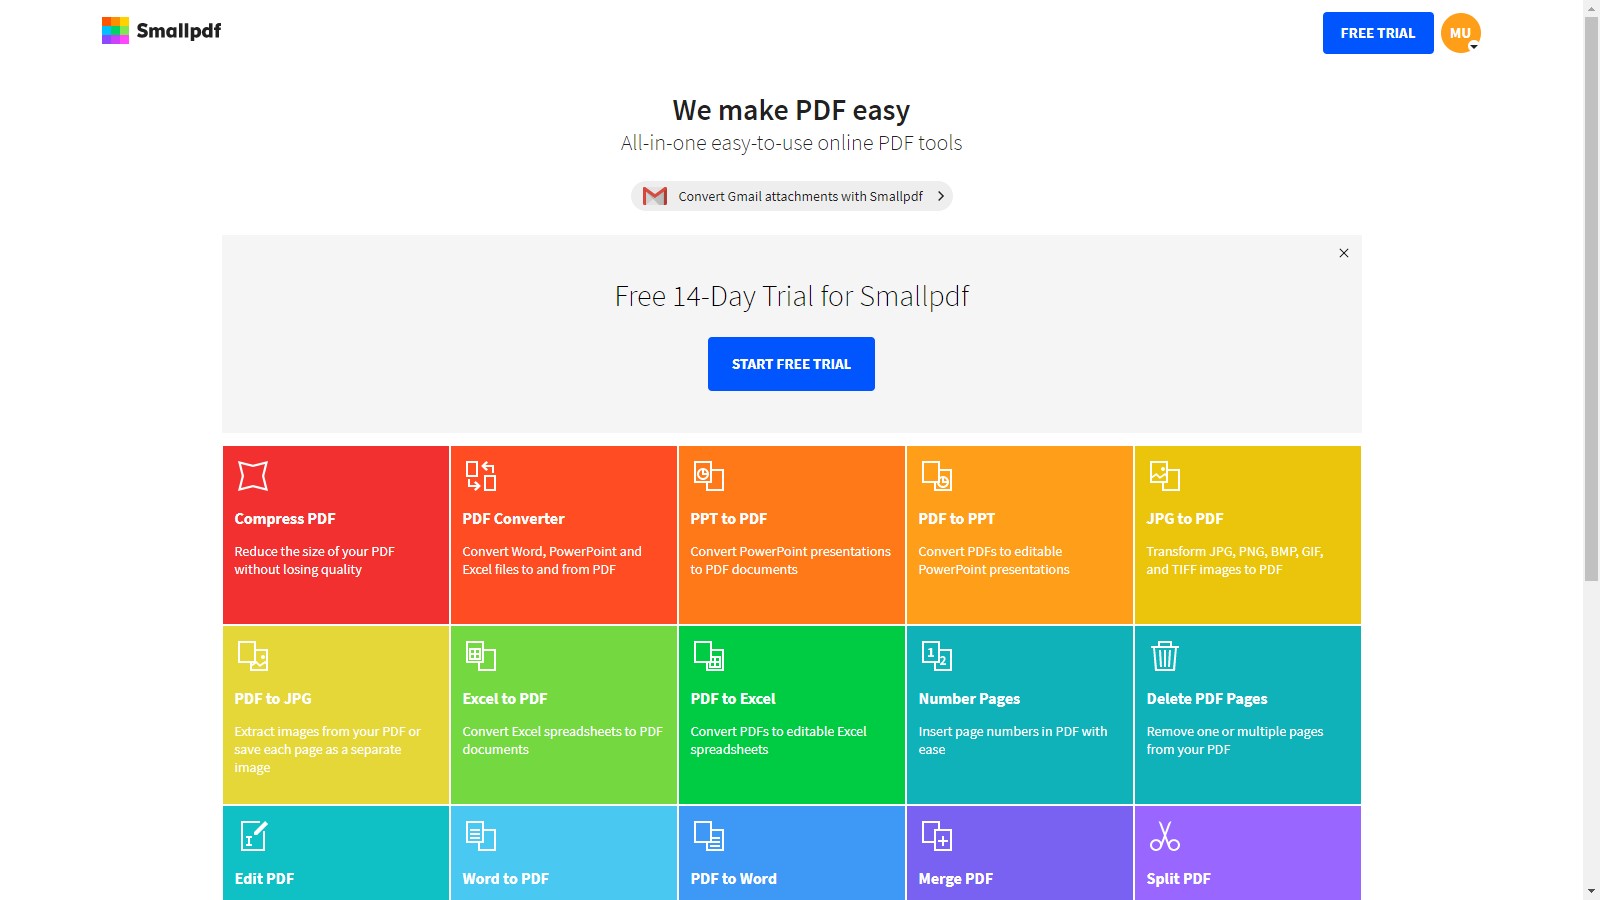 Smallpdf
FREE TRIAL
MU
We make PDF easy
All-in-one easy-to-use online PDF tools
Convert Gmail attachments with Smallpdf
Free 14-Day Trial for Smallpdf
START FREE TRIAL
Compress PDF
Reduce the size of your PDF
without losing quality
PDF Converter
Convert Word, PowerPoint and
Excel files to and from PDF
PPT to PDF
Convert PowerPoint presentations
to PDF documents
PDF to PPT
Convert PDFs to editable
PowerPoint presentations
JPG to PDF
Transform JPG, PNG, BMP, GIF,
and TIFF images to PDF
PDF to JPG
Extract images from your PDF or
save each page as a separate
image
Excel to PDF
Convert Excel spreadsheets to PDF
documents
PDF to Excel
Convert PDFs to editable Excel
spreadsheets
1 2
Number Pages
Insert page numbers in PDF with
ease
Delete PDF Pages
Remove one or multiple pages
from your PDF
Edit PDF
Word to PDF
PDF to Word
Merge PDF
Split PDF